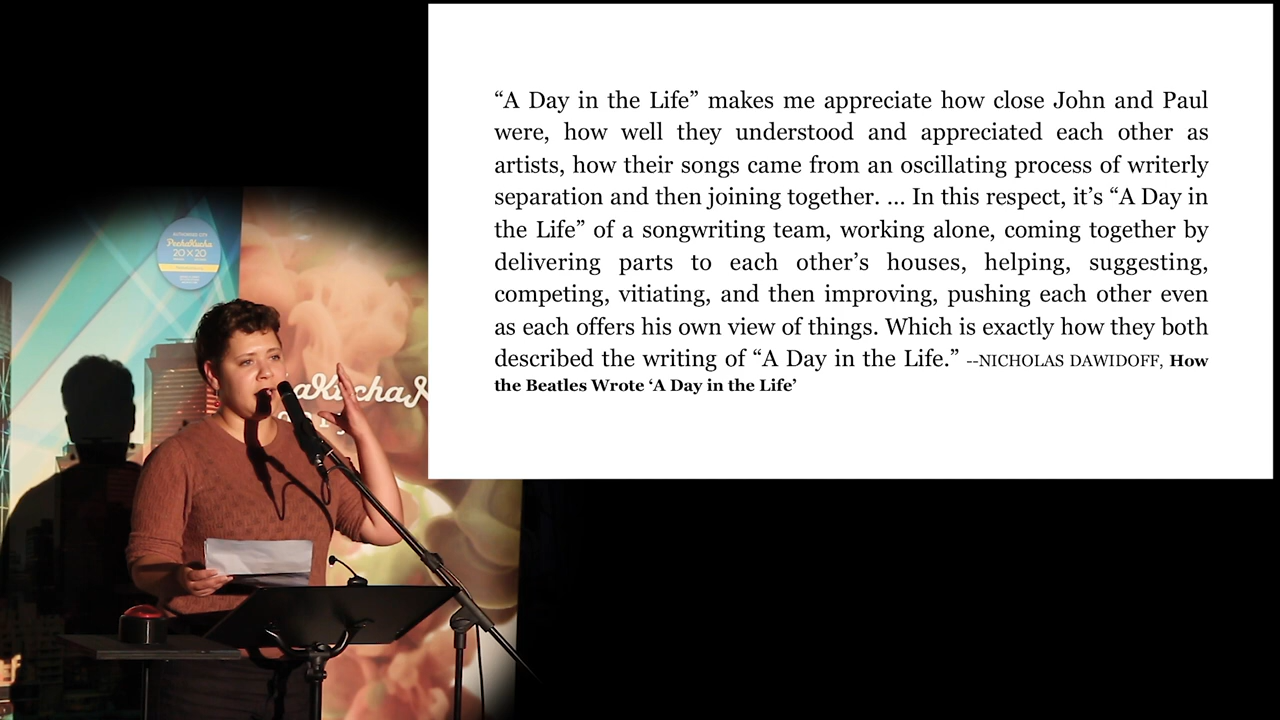 “A Day in the Life” makes me appreciate how close John and Paul
were, how well they understood and appreciated each other as
artists, how their songs came from an oscillating process of writerly
separation and then joining together. ... In this respect, it’s “A Day in
the Life” of a songwriting team, working alone, coming together by
delivering parts to each other’s houses, helping, suggesting,
competing, vitiating, and then improving, pushing each other even
as each offers his own view of things. Which is exactly how they both
described the writing of “A Day in the Life.” --NICHOLAS DAWIDOFF, How
the Beatles Wrote ‘A Day in the Life’
PechaKucha
20×20
aKucha